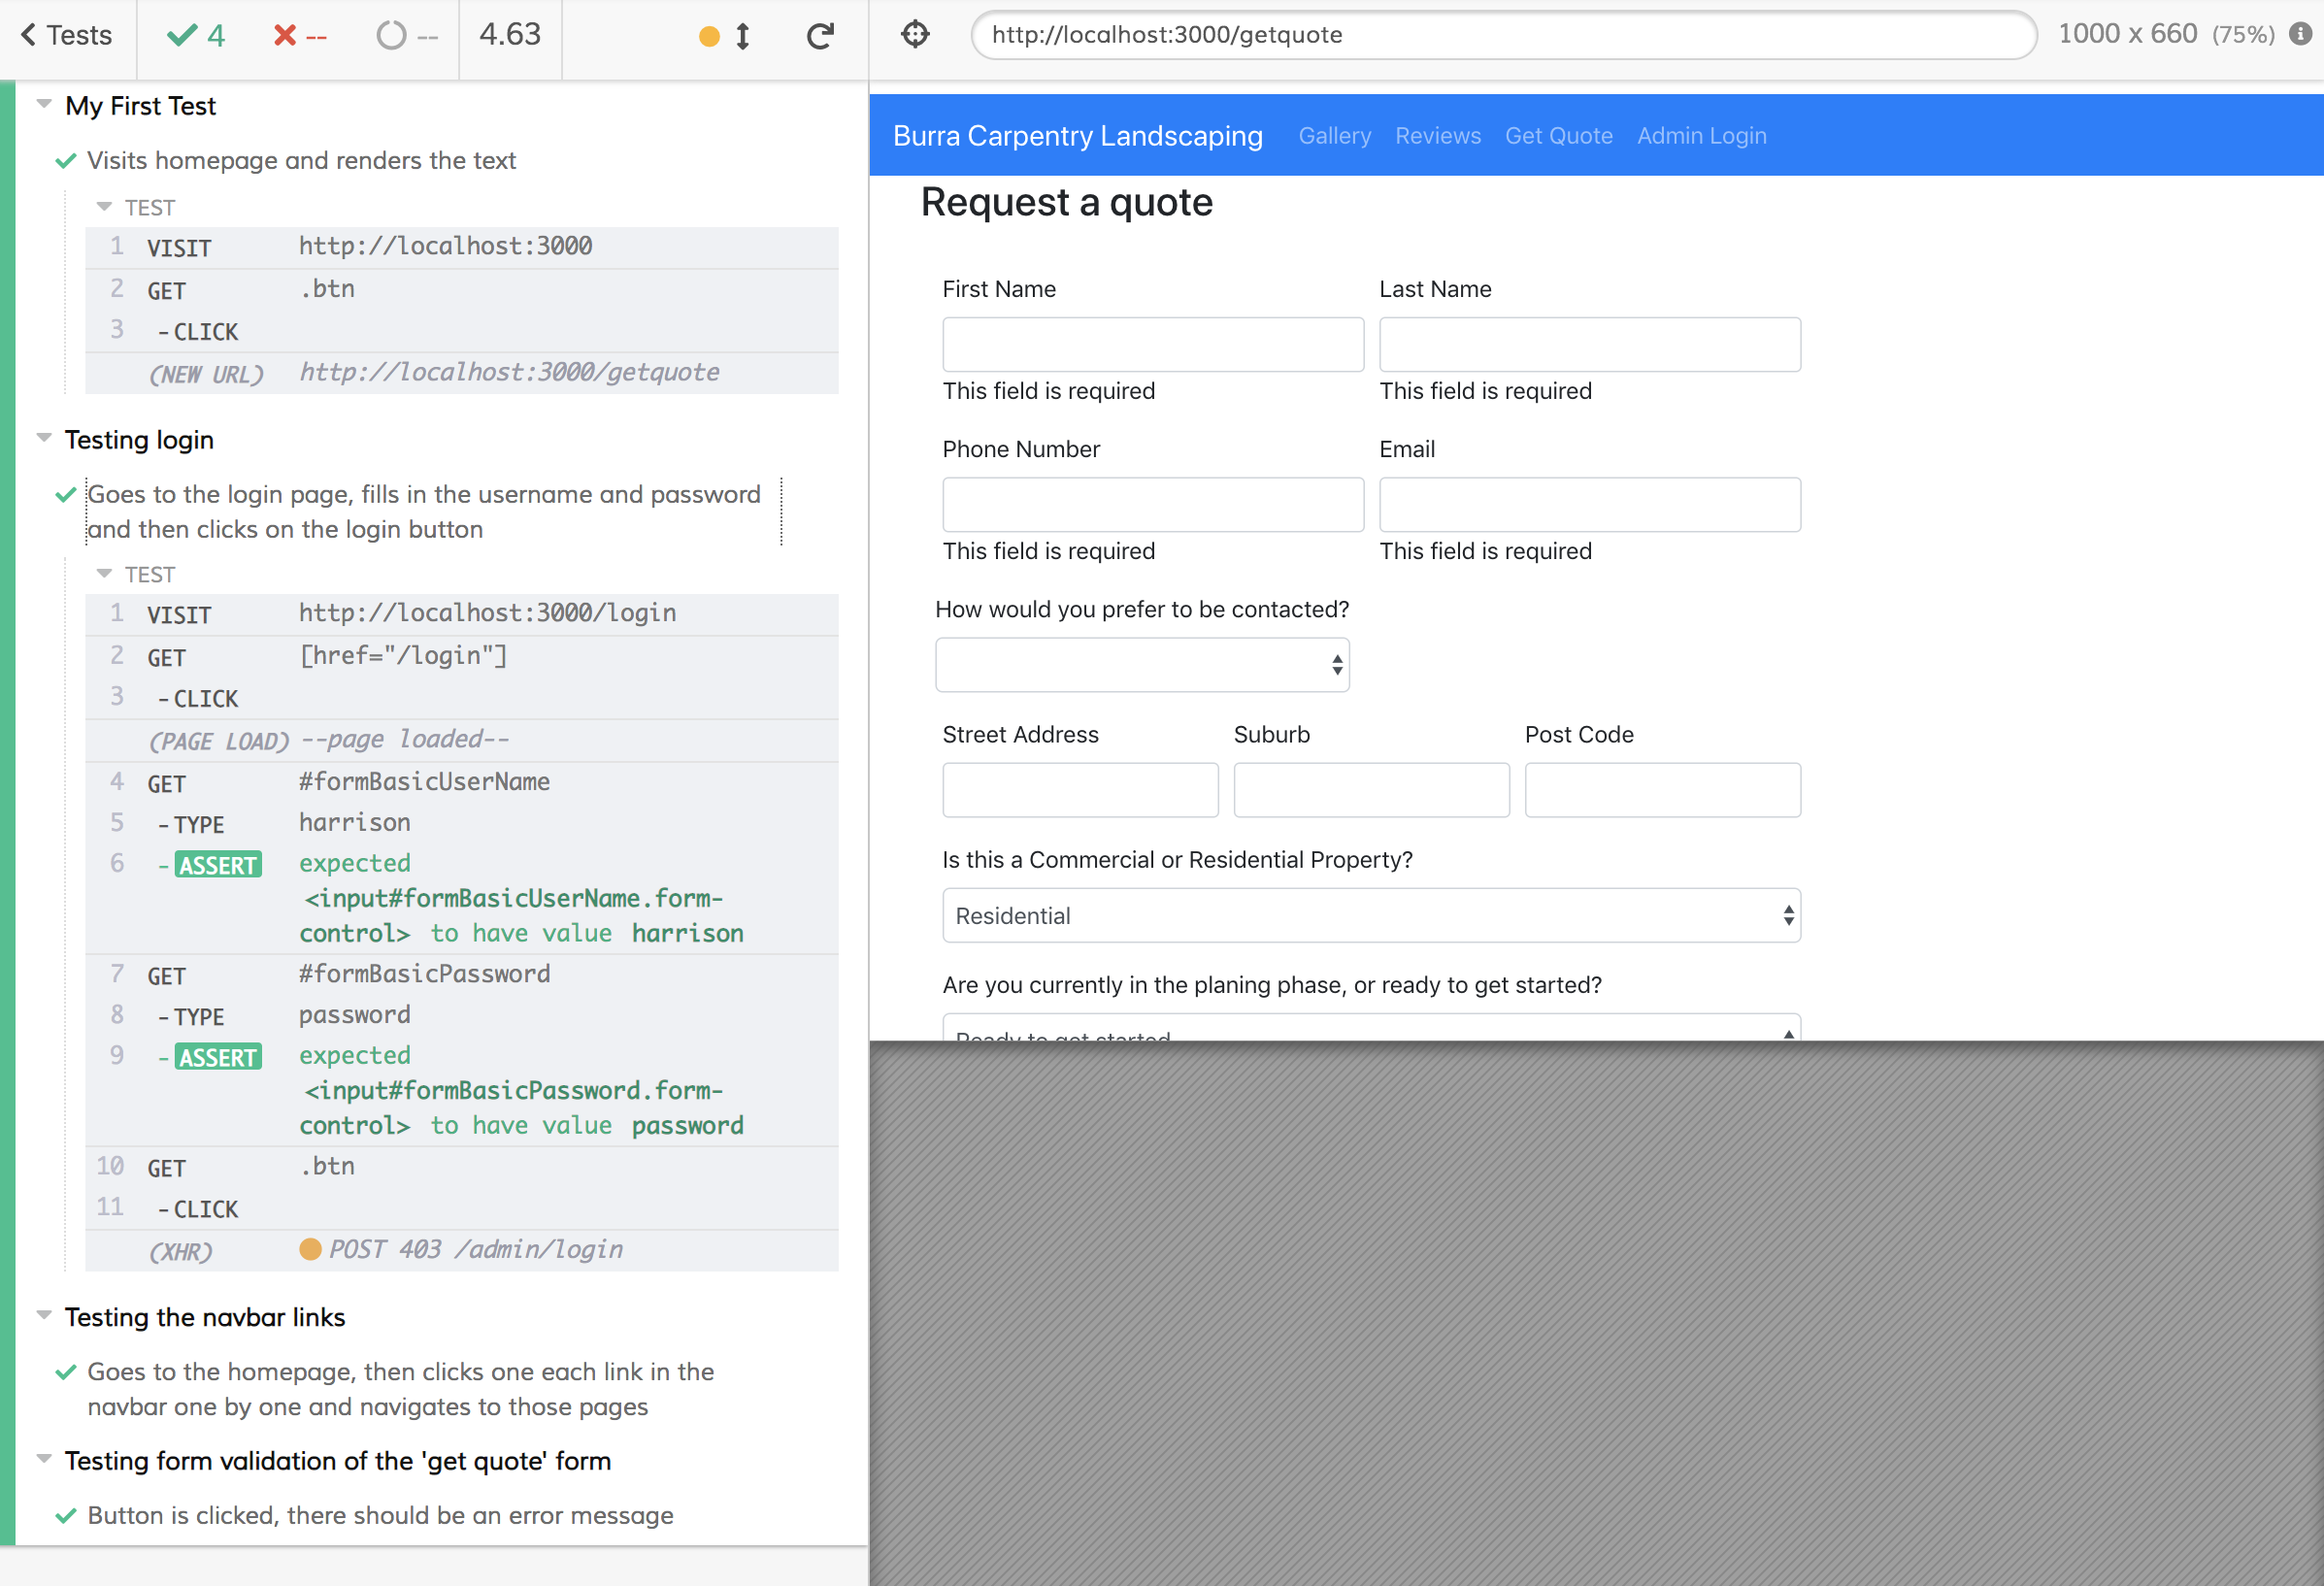 Tests
4
--
--
4.63
http://localhost:3000/getquote
1000 x 660 (75%)
My First Test
Visits homepage and renders the text
TEST
1 VISIT http://localhost:3000
2 GET .btn
3 -CLICK
(NEW URL) http://localhost:3000/getquote
Testing login
Goes to the login page, fills in the username and password
and then clicks on the login button
TEST
1 VISIT http://localhost:3000/login
2 GET [href="/login"]
3 -CLICK
(PAGE LOAD) --page loaded--
4 GET #formBasicUserName
5 -TYPE harrison
6 -ASSERT expected
<input#formBasicUserName.form-
control> to have value harrison
7 GET #formBasicPassword
8 -TYPE password
9 -ASSERT expected
<input#formBasicPassword.form-
control> to have value password
10 GET .btn
11 -CLICK
(XHR) POST 403 /admin/login
Testing the navbar links
Goes to the homepage, then clicks one each link in the
navbar one by one and navigates to those pages
Testing form validation of the 'get quote' form
Button is clicked, there should be an error message
Burra Carpentry Landscaping Gallery Reviews Get Quote Admin Login
Request a quote
First Name Last Name
This field is required This field is required
Phone Number Email
This field is required This field is required
How would you prefer to be contacted?
Street Address Suburb Post Code
Is this a Commercial or Residential Property?
Residential
Are you currently in the planing phase, or ready to get started?
Ready to get started